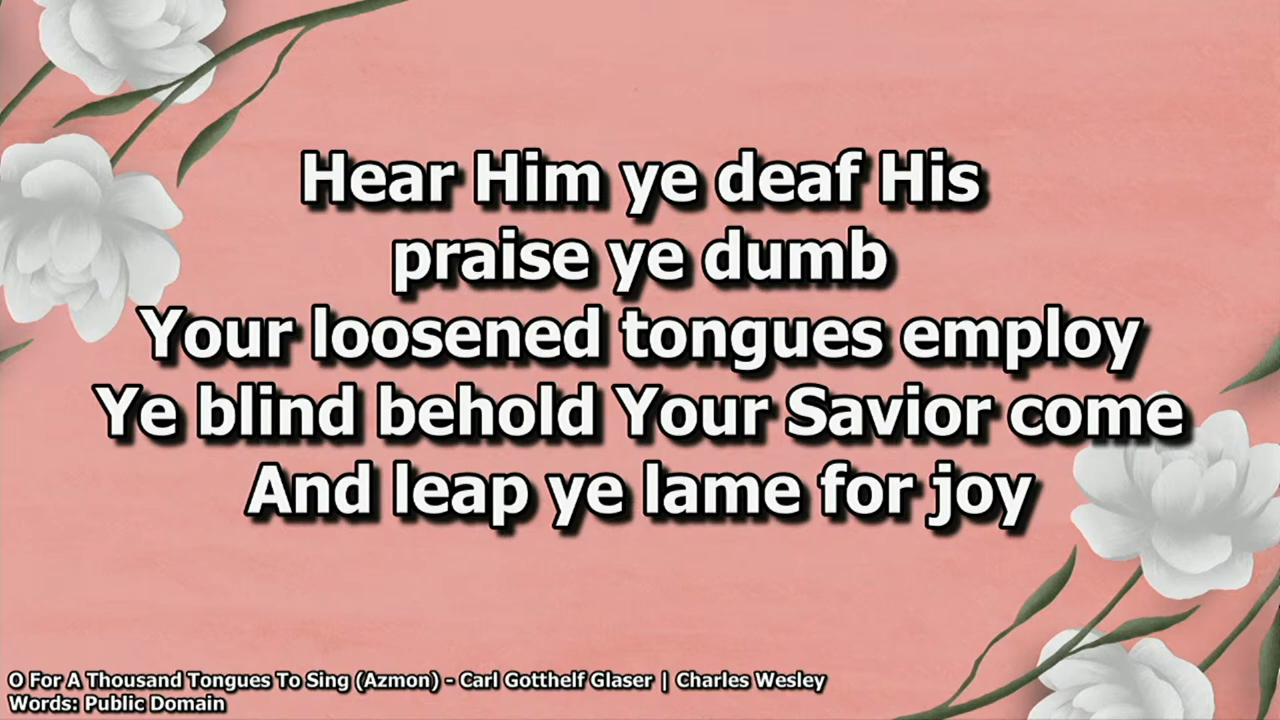 Hear Him ye deaf His
praise ye dumb
Your loosened tongues employ
Ye blind behold Your Savior come
And leap ye lame for joy
O For A Thousand Tongues To Sing (Azmon) - Carl Gotthelf Glaser | Charles Wesley
Words: Public Domain